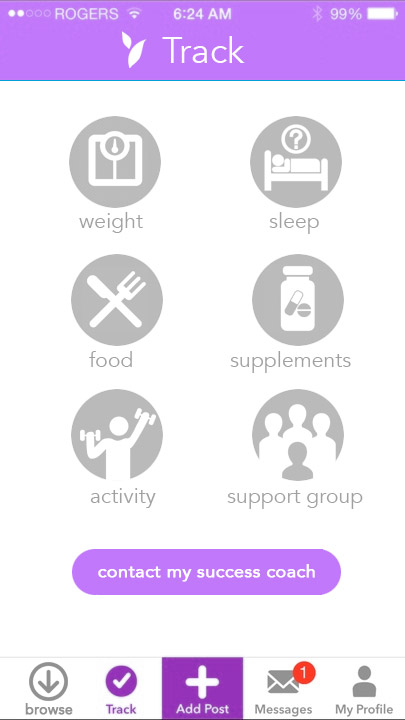 ROGERS 6:24 AM 99%
Track
weight sleep
food supplements
activity support group
contact my success coach
1
browse Track Add Post Messages My Profile